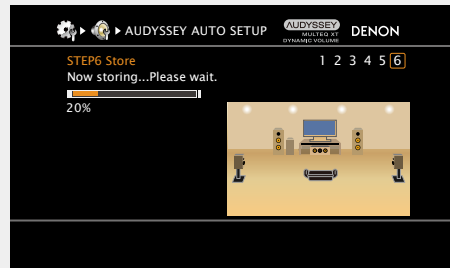 AUDYSSEY AUTO SETUP
AUDYSSEY
MULTEQ XT
DYNAMIC VOLUME
DENON
STEP6 Store
1 2 3 4 5 6
Now storing...Please wait.
20%